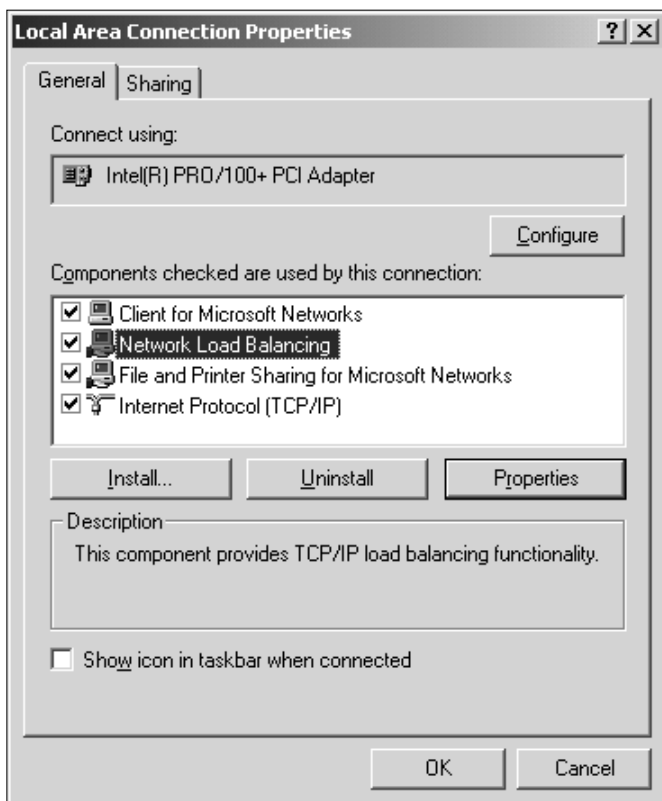 Local Area Connection Properties
General Sharing
Connect using:
Intel(R) PRO/100+ PCI Adapter
Configure
Components checked are used by this connection:
Client for Microsoft Networks
Network Load Balancing
File and Printer Sharing for Microsoft Networks
Internet Protocol (TCP/IP)
Install... Uninstall Properties
Description
This component provides TCP/IP load balancing functionality.
Show icon in taskbar when connected
OK Cancel